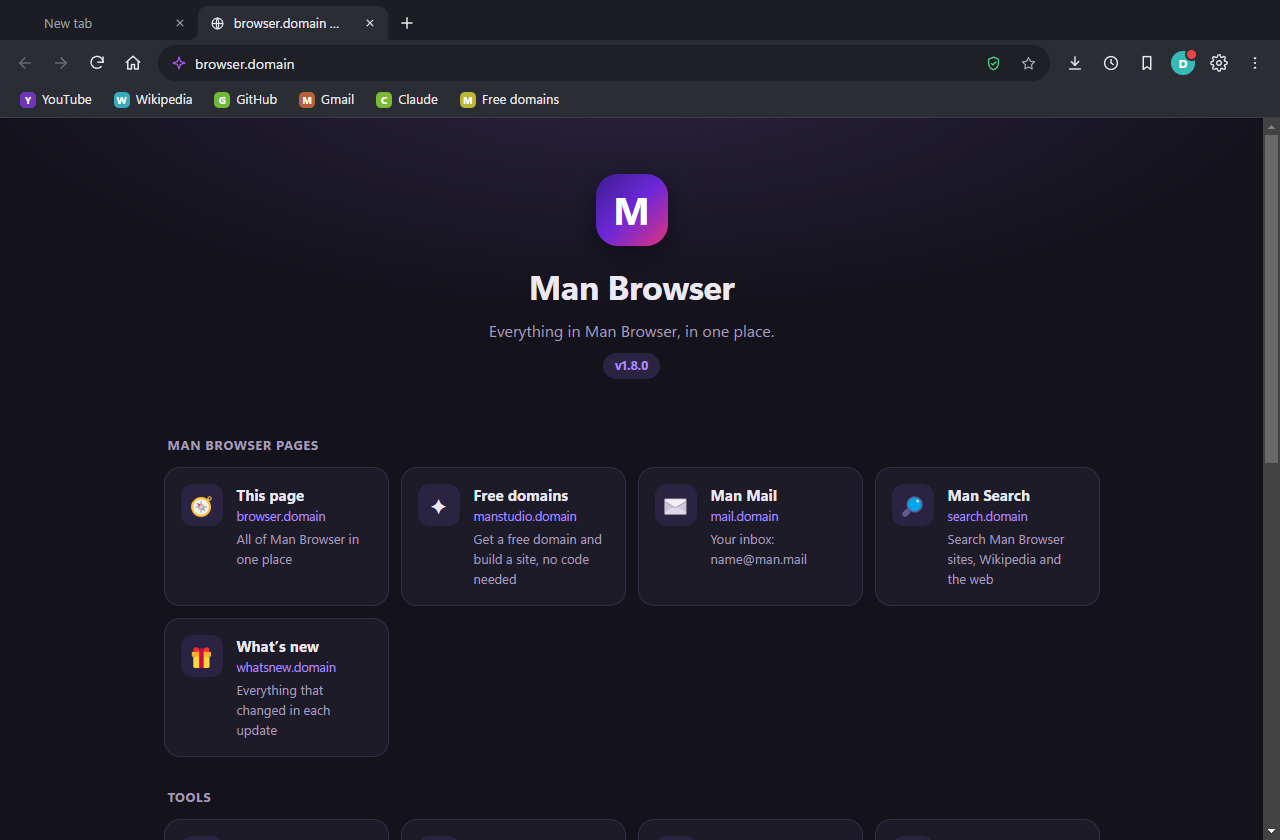 New tab
browser.domain ...
browser.domain
D
Y YouTube
W Wikipedia
G GitHub
M Gmail
C Claude
M Free domains
M
Man Browser
Everything in Man Browser, in one place.
v1.8.0
MAN BROWSER PAGES
This page
browser.domain
All of Man Browser in
one place
Free domains
manstudio.domain
Get a free domain and
build a site, no code
needed
Man Mail
mail.domain
Your inbox:
name@man.mail
Man Search
search.domain
Search Man Browser
sites, Wikipedia and
the web
What's new
whatsnew.domain
Everything that
changed in each
update
TOOLS